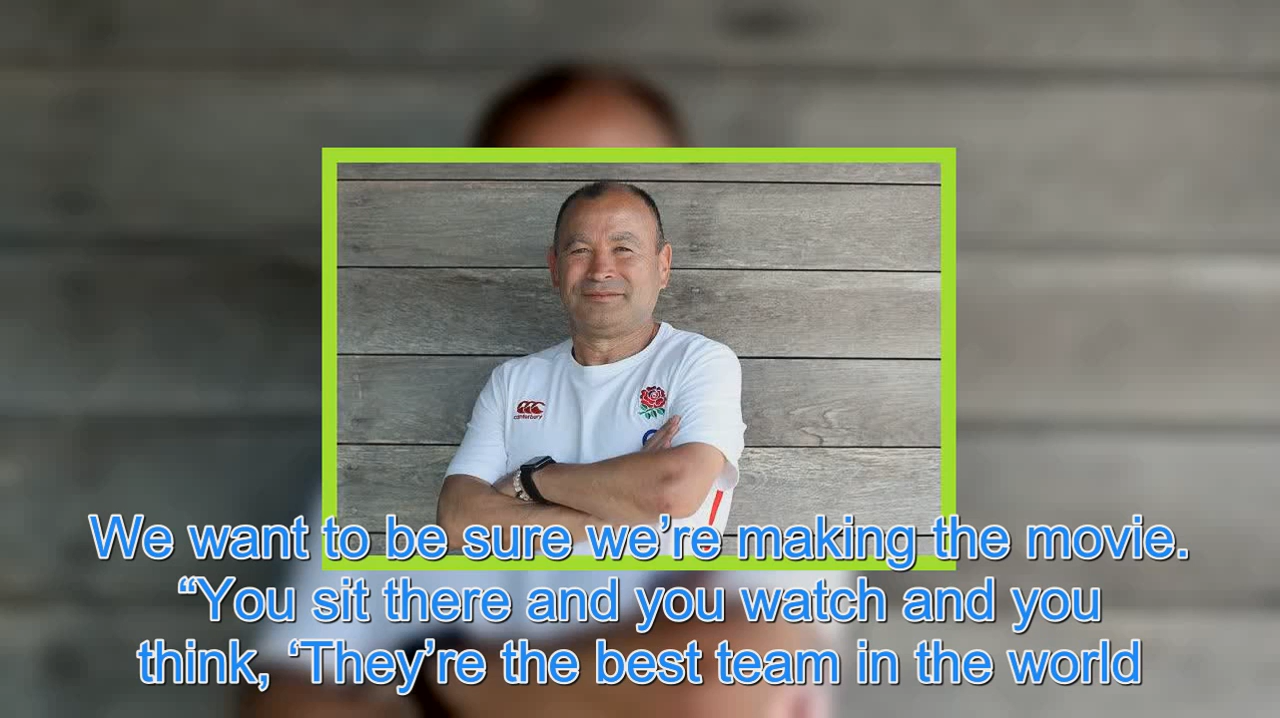 canterbury
We want to be sure we’re making the movie.
“You sit there and you watch and you
think, ‘They’re the best team in the world